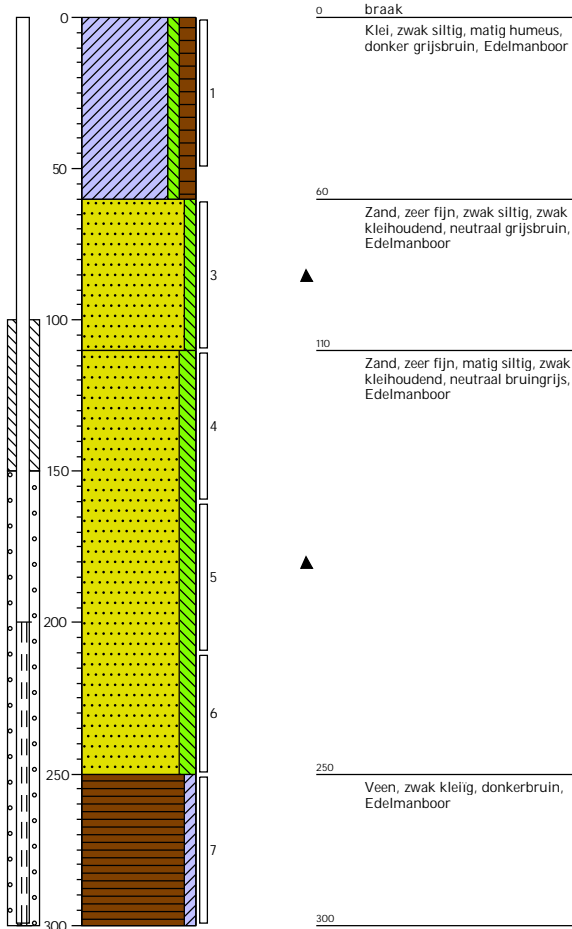 0
50
100
150
200
250
300
1
3
4
5
6
7
0
braak
Klei, zwak siltig, matig humeus,
donker grijsbruin, Edelmanboor
60
Zand, zeer fijn, zwak siltig, zwak
kleihoudend, neutraal grijsbruin,
Edelmanboor
110
Zand, zeer fijn, matig siltig, zwak
kleihoudend, neutraal bruingrijs,
Edelmanboor
250
Veen, zwak kleiïg, donkerbruin,
Edelmanboor
300